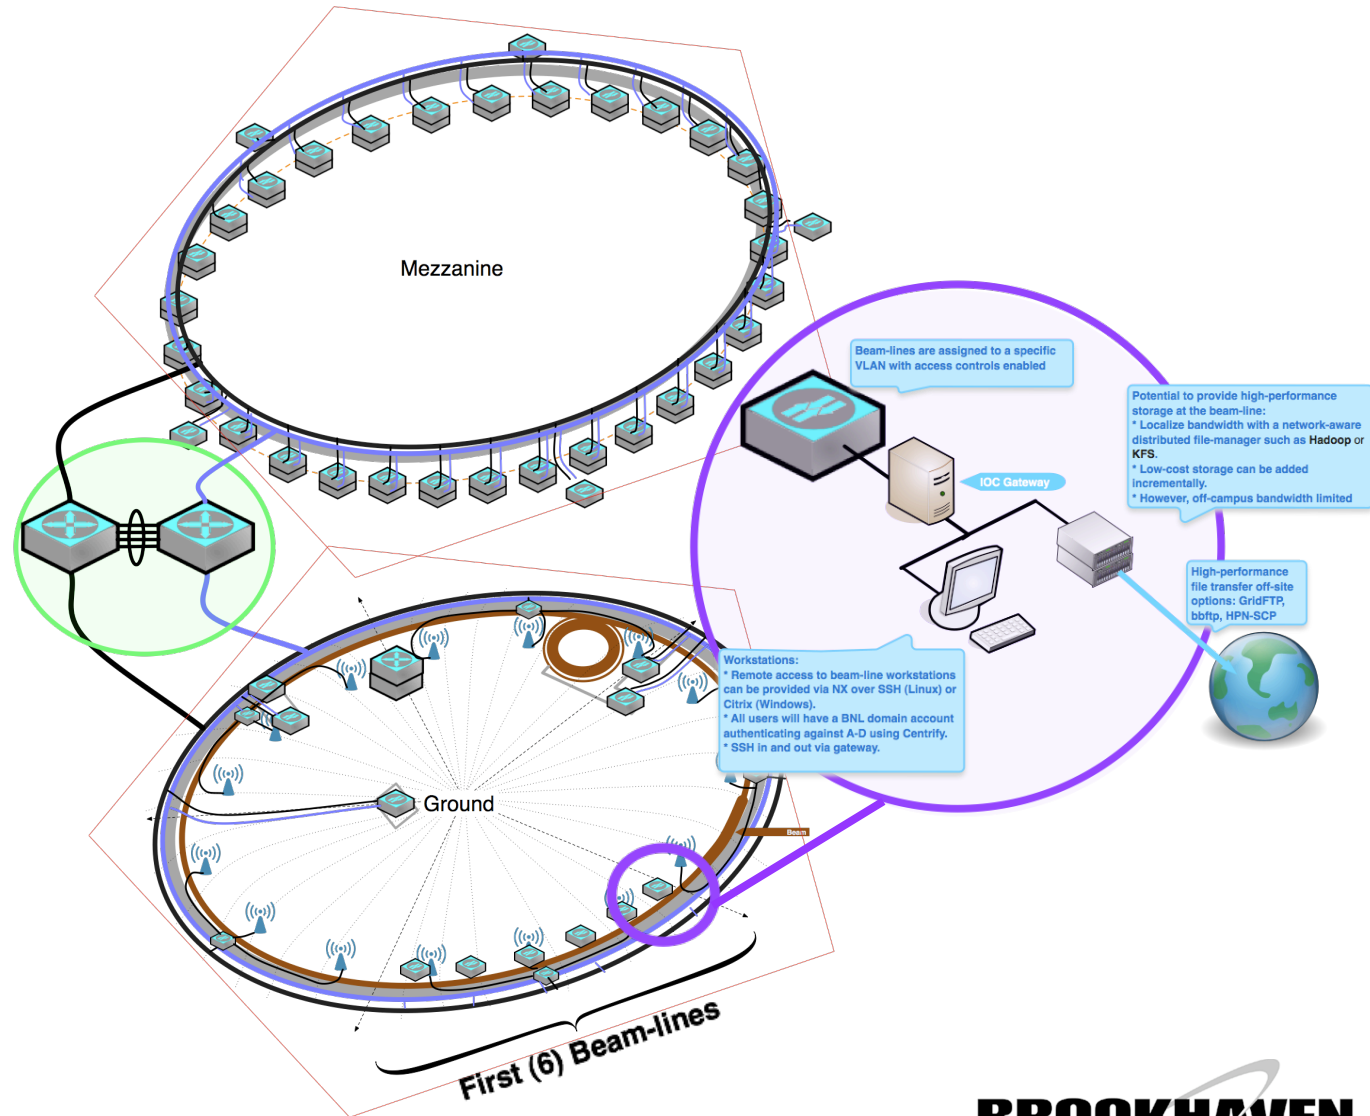 Mezzanine
Beam-lines are assigned to a specific
VLAN with access controls enabled
Potential to provide high-performance
storage at the beam-line:
* Localize bandwidth with a network-aware
distributed file-manager such as Hadoop or
KFS.
* Low-cost storage can be added
incrementally.
* However, off-campus bandwidth limited
IOC Gateway
High-performance
file transfer off-site
options: GridFTP,
bbftp, HPN-SCP
Workstations:
* Remote access to beam-line workstations
can be provided via NX over SSH (Linux) or
Citrix (Windows).
* All users will have a BNL domain account
authenticating against A-D using Centrify.
* SSH in and out via gateway.
Ground
Beam
First (6) Beam-lines
BROOKHAVEN